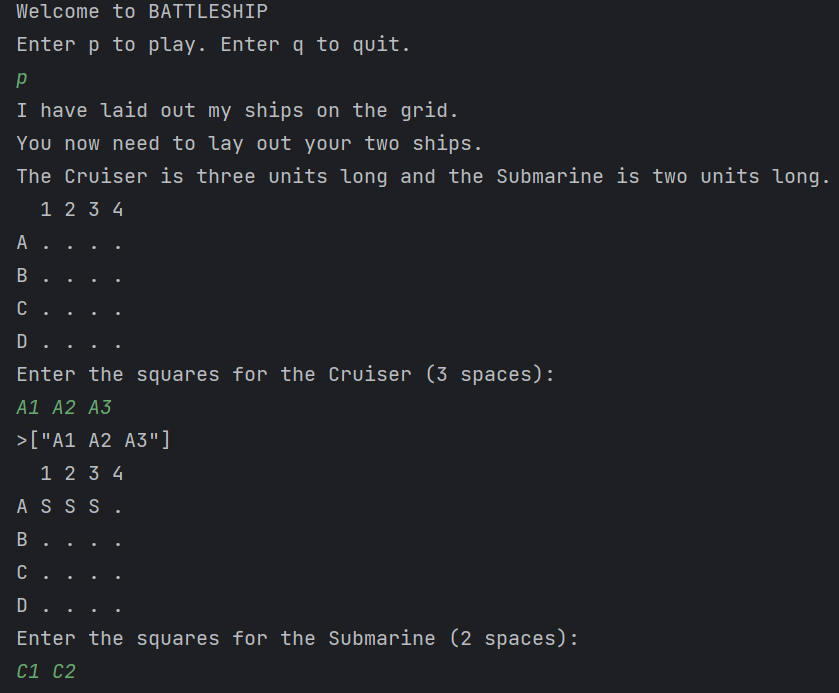 Welcome to BATTLESHIP
Enter p to play. Enter q to quit.
p
I have laid out my ships on the grid.
You now need to lay out your two ships.
The Cruiser is three units long and the Submarine is two units long.
  1 2 3 4
A . . . .
B . . . .
C . . . .
D . . . .
Enter the squares for the Cruiser (3 spaces):
A1 A2 A3
>["A1 A2 A3"]
  1 2 3 4
A S S S .
B . . . .
C . . . .
D . . . .
Enter the squares for the Submarine (2 spaces):
C1 C2